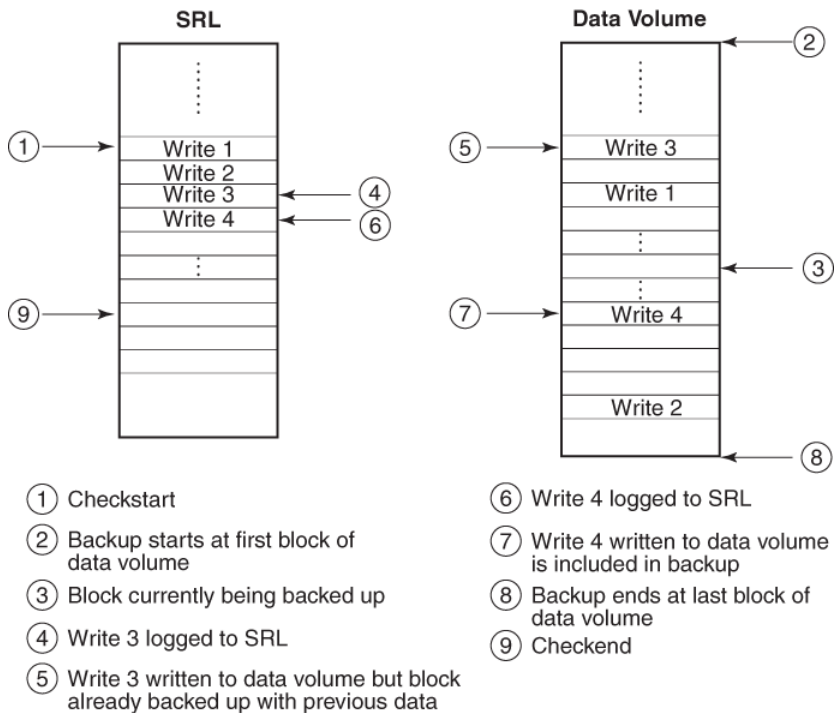 SRL
Data Volume
2
1
Write 1
Write 2
Write 3
4
Write 4
6
9
5
Write 3
Write 1
3
7
Write 4
Write 2
8
1 Checkstart
2 Backup starts at first block of
data volume
3 Block currently being backed up
4 Write 3 logged to SRL
5 Write 3 written to data volume but block
already backed up with previous data
6 Write 4 logged to SRL
7 Write 4 written to data volume
is included in backup
8 Backup ends at last block of
data volume
9 Checkend